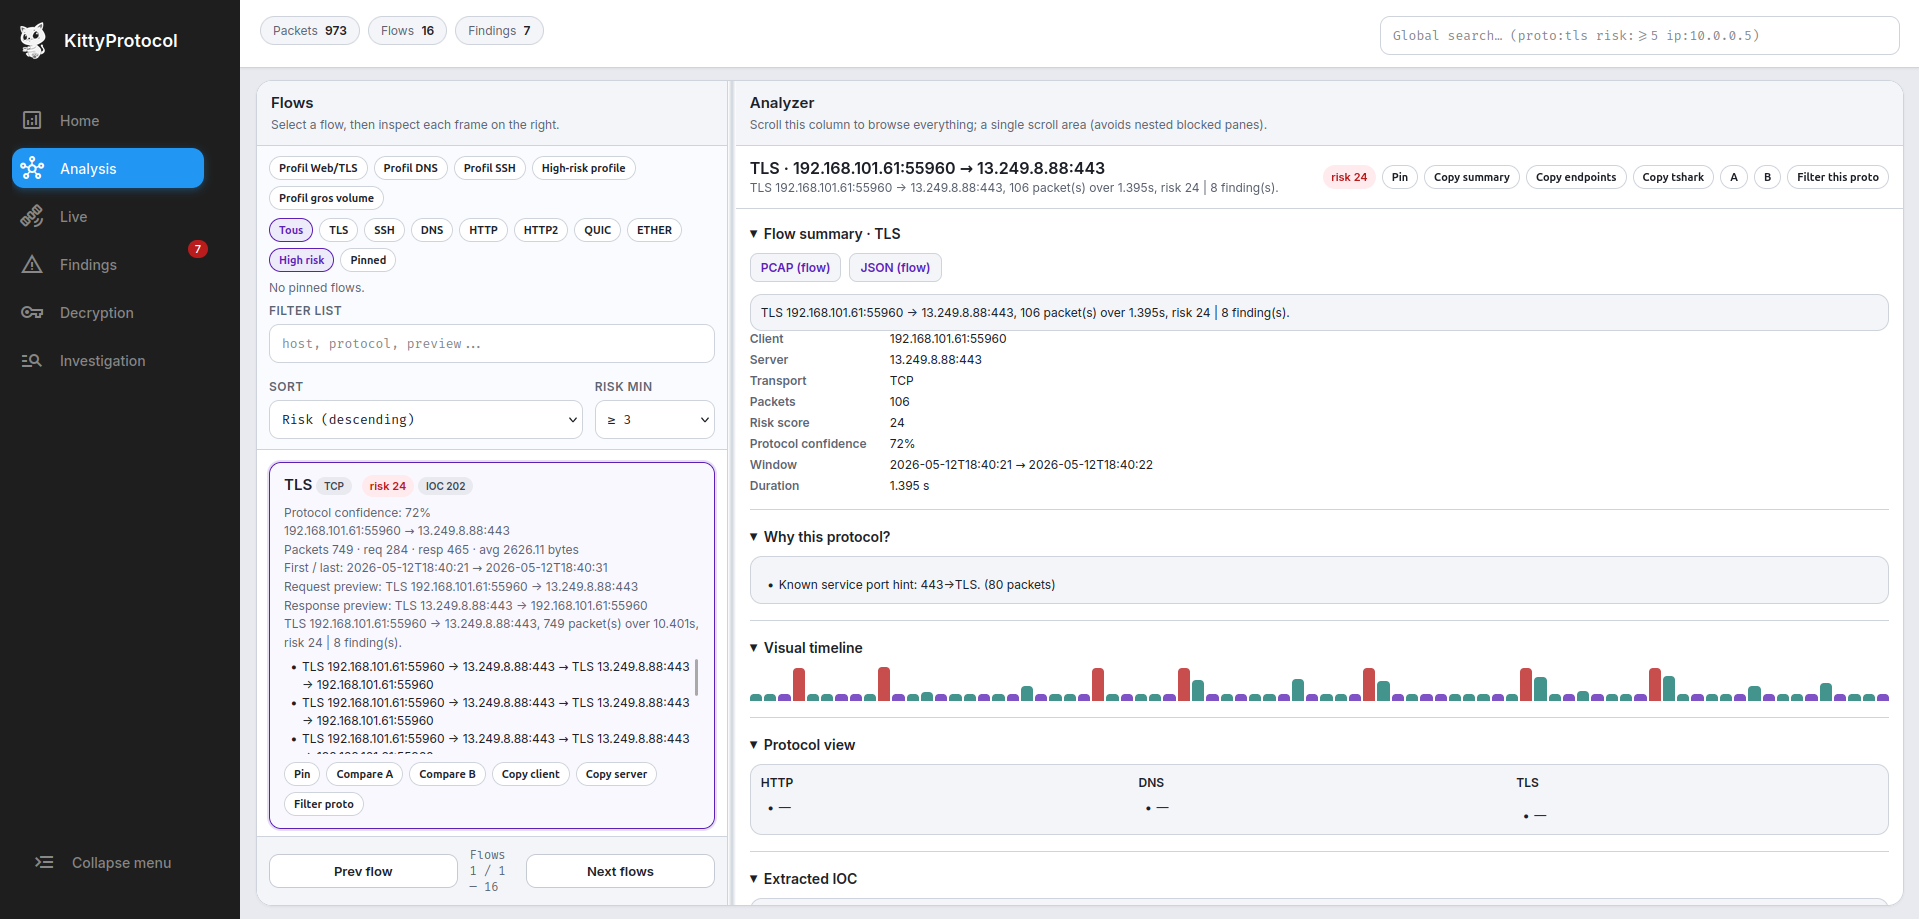 KittyProtocol
Home
Analysis
Live
7
Findings
Decryption
Investigation
Collapse menu
Packets 973
Flows 16
Findings 7
Global search… (proto:tls risk:≥5 ip:10.0.0.5)
Flows
Select a flow, then inspect each frame on the right.
Profil Web/TLS Profil DNS Profil SSH High-risk profile
Profil gros volume
Tous TLS SSH DNS HTTP HTTP2 QUIC ETHER
High risk Pinned
No pinned flows.
FILTER LIST
host, protocol, preview...
SORT RISK MIN
Risk (descending) ≥ 3
TLS TCP risk 24 IOC 202
Protocol confidence: 72%
192.168.101.61:55960 → 13.249.8.88:443
Packets 749 · req 284 · resp 465 · avg 2626.11 bytes
First / last: 2026-05-12T18:40:21 → 2026-05-12T18:40:31
Request preview: TLS 192.168.101.61:55960 → 13.249.8.88:443
Response preview: TLS 13.249.8.88:443 → 192.168.101.61:55960
TLS 192.168.101.61:55960 → 13.249.8.88:443, 749 packet(s) over 10.401s,
risk 24 | 8 finding(s).
• TLS 192.168.101.61:55960 → 13.249.8.88:443 → TLS 13.249.8.88:443
→ 192.168.101.61:55960
• TLS 192.168.101.61:55960 → 13.249.8.88:443 → TLS 13.249.8.88:443
→ 192.168.101.61:55960
• TLS 192.168.101.61:55960 → 13.249.8.88:443 → TLS 13.249.8.88:443
Pin Compare A Compare B Copy client Copy server
Filter proto
Prev flow
Flows
1 / 1
— 16
Next flows
Analyzer
Scroll this column to browse everything; a single scroll area (avoids nested blocked panes).
TLS · 192.168.101.61:55960 → 13.249.8.88:443
TLS 192.168.101.61:55960 → 13.249.8.88:443, 106 packet(s) over 1.395s, risk 24 | 8 finding(s).
risk 24 Pin Copy summary Copy endpoints Copy tshark A B Filter this proto
▼ Flow summary · TLS
PCAP (flow) JSON (flow)
TLS 192.168.101.61:55960 → 13.249.8.88:443, 106 packet(s) over 1.395s, risk 24 | 8 finding(s).
Client 192.168.101.61:55960
Server 13.249.8.88:443
Transport TCP
Packets 106
Risk score 24
Protocol confidence 72%
Window 2026-05-12T18:40:21 → 2026-05-12T18:40:22
Duration 1.395 s
▼ Why this protocol?
• Known service port hint: 443→TLS. (80 packets)
▼ Visual timeline
▼ Protocol view
HTTP DNS TLS
• — • — • —
▼ Extracted IOC